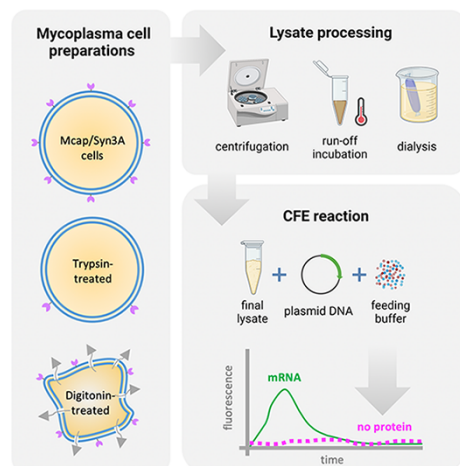 Mycoplasma cell
preparations
Mcap/Syn3A
cells
Trypsin-
treated
Digitonin-
treated
Lysate processing
centrifugation
run-off
incubation
dialysis
CFE reaction
final
lysate
plasmid DNA
feeding
buffer
fluorescence
mRNA
no protein
time